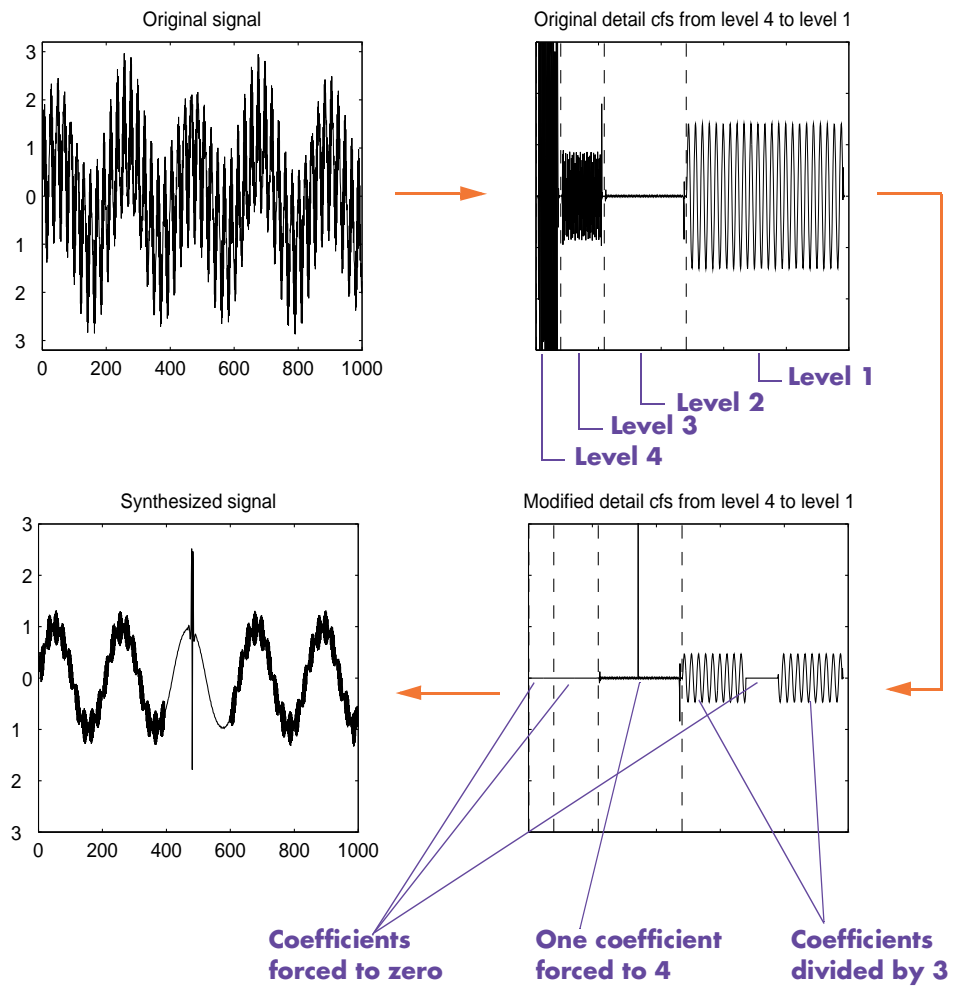 Original signal
Original detail cfs from level 4 to level 1
3
2
1
0
1
2
3
0 200 400 600 800 1000
Level 1
Level 2
Level 3
Level 4
Synthesized signal
Modified detail cfs from level 4 to level 1
3
2
1
0
1
2
3
0 200 400 600 800 1000
Coefficients
forced to zero
One coefficient
forced to 4
Coefficients
divided by 3